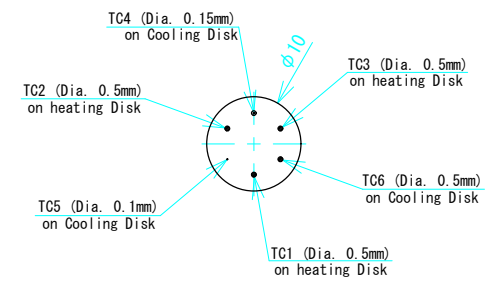 TC4 (Dia. 0.15mm)
on Cooling Disk
φ10
TC3 (Dia. 0.5mm)
on heating Disk
TC2 (Dia. 0.5mm)
on heating Disk
TC6 (Dia. 0.5mm)
on Cooling Disk
TC5 (Dia. 0.1mm)
on Cooling Disk
TC1 (Dia. 0.5mm)
on heating Disk